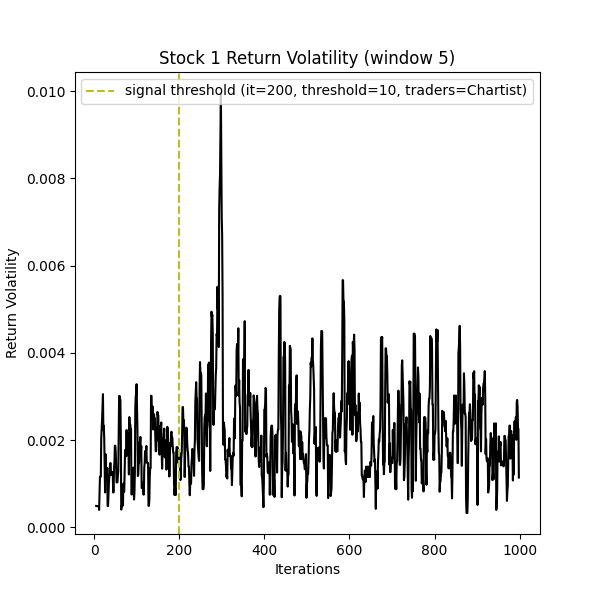 Stock 1 Return Volatility (window 5)
signal threshold (it=200, threshold=10, traders=Chartist)
0.010
0.008
0.006
0.004
0.002
0.000
Return Volatility
0 200 400 600 800 1000
Iterations